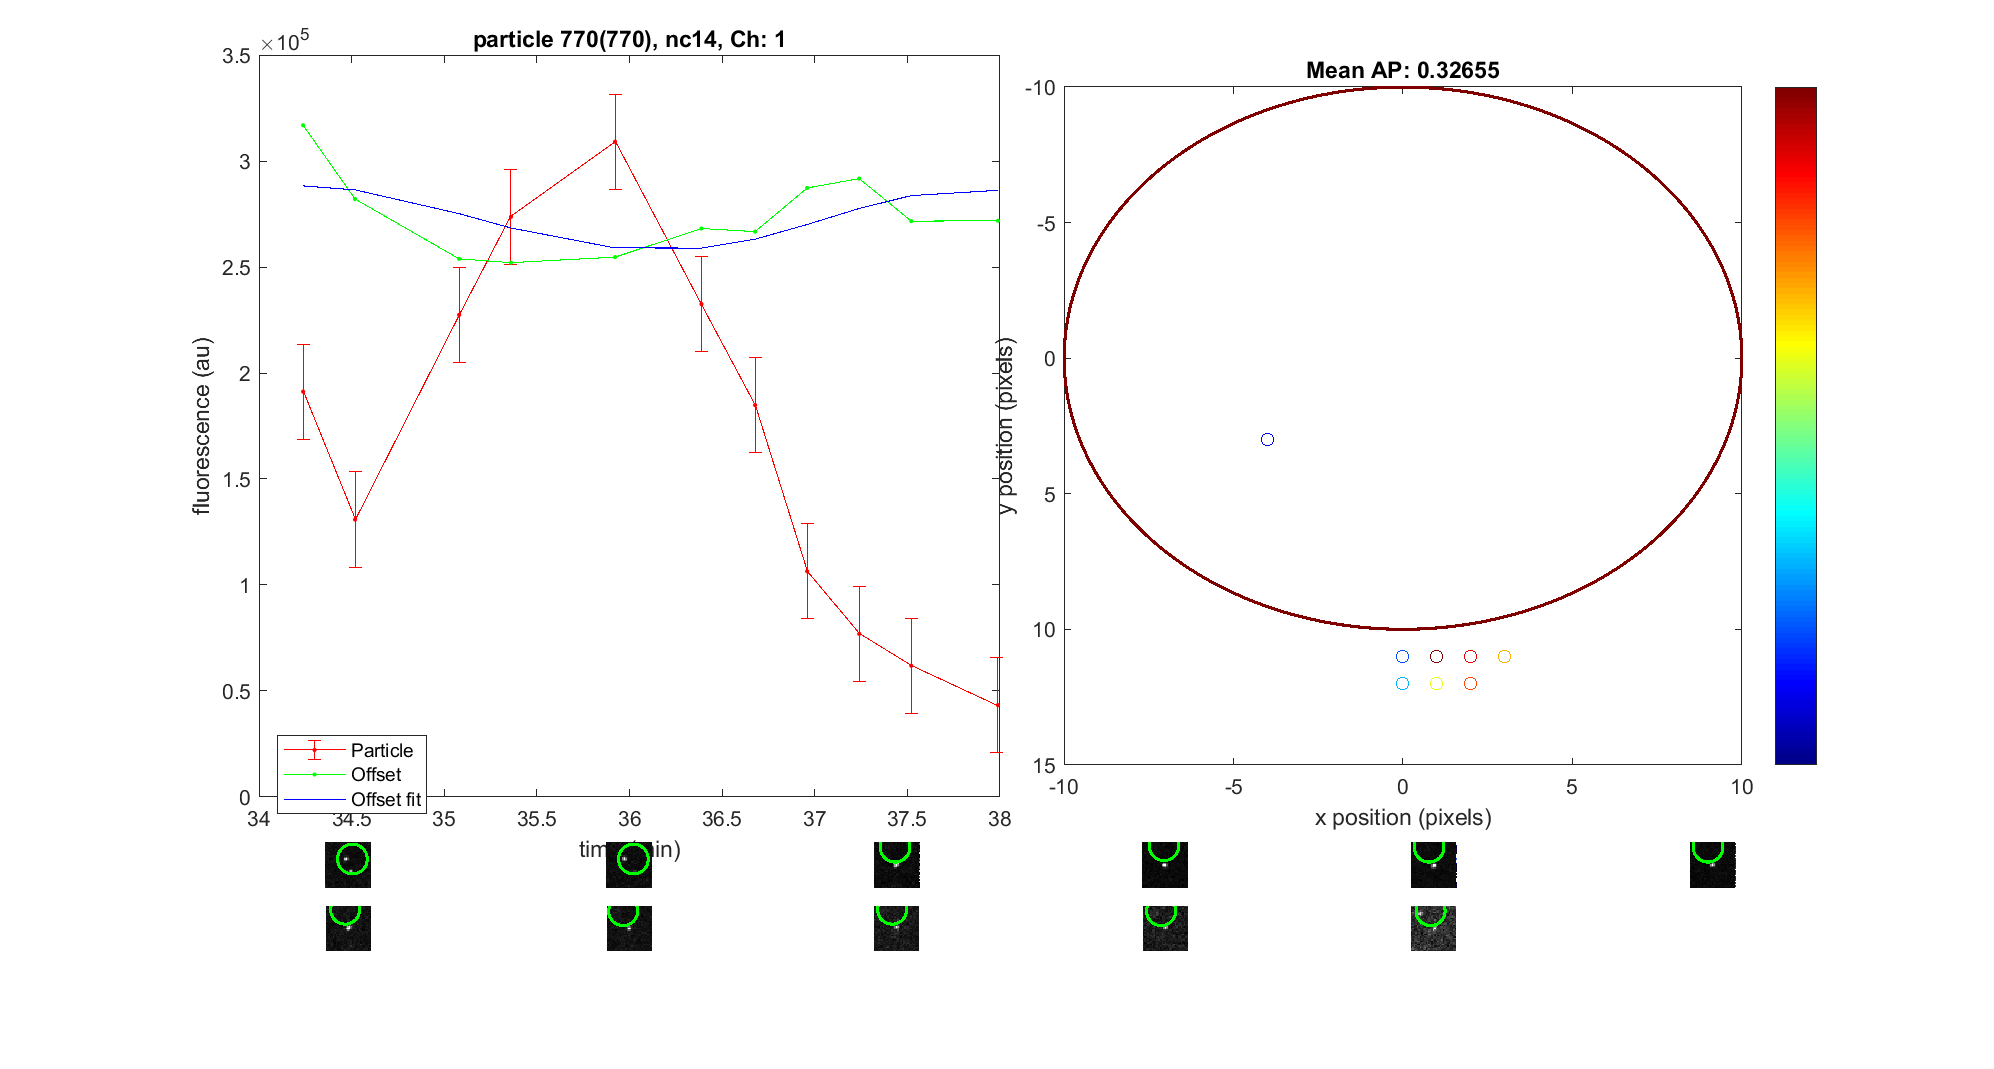 particle 770(770), nc14, Ch: 1
×10^5
3.5
3
2.5
2
1.5
1
0.5
0
fluorescence (au)
Particle
Offset
Offset fit
34 34.5 35 35.5 36 36.5 37 37.5 38
Mean AP: 0.32655
-10
-5
0
5
10
15
y position (pixels)
-10 -5 0 5 10
x position (pixels)